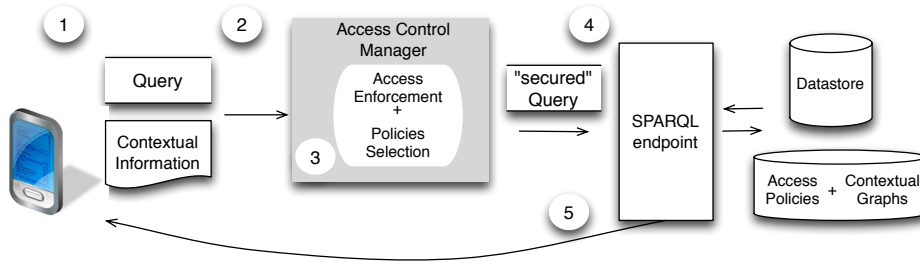 1
2
Access Control
Manager
4
Query
Access
Enforcement
+
Policies
Selection
3
"secured"
Query
Contextual
Information
SPARQL
endpoint
Datastore
Access
Policies
+
Contextual
Graphs
5